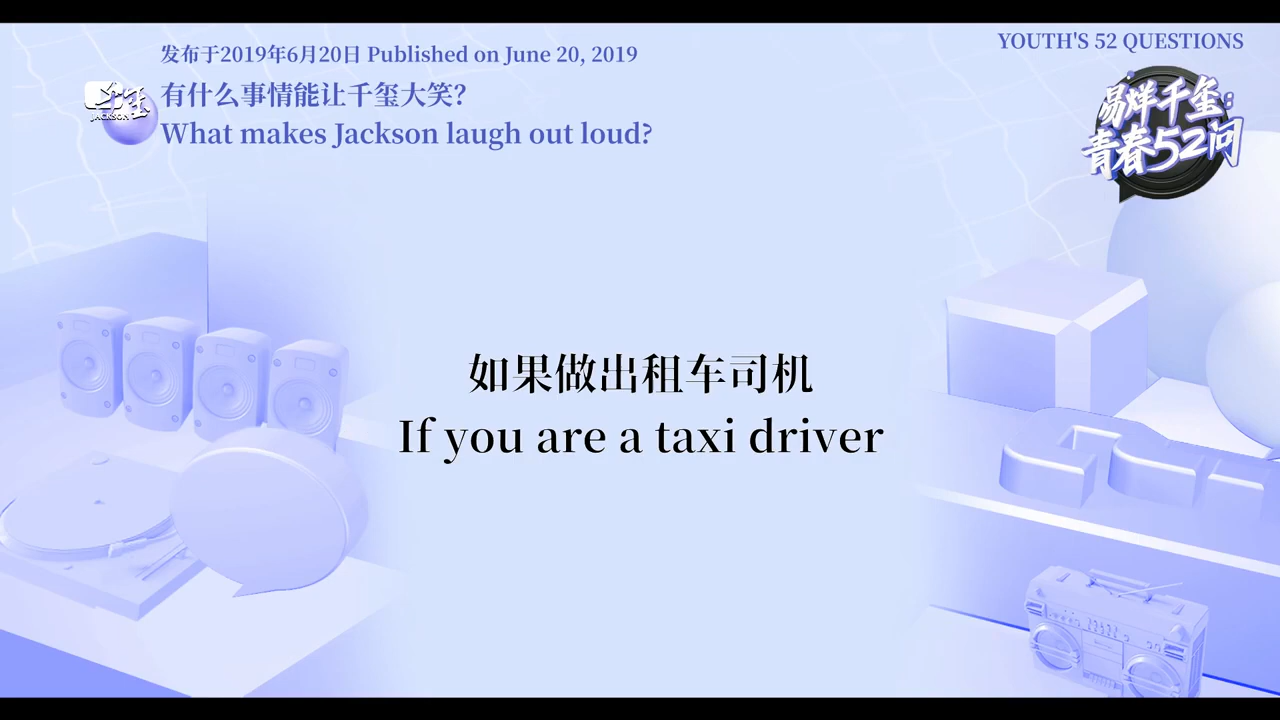 发布于2019年6月20日 Published on June 20, 2019
YOUTH'S 52 QUESTIONS
千玺
JACKSON
有什么事情能让千玺大笑？
What makes Jackson laugh out loud?
易烊千玺：
青春52问
如果做出租车司机
If you are a taxi driver